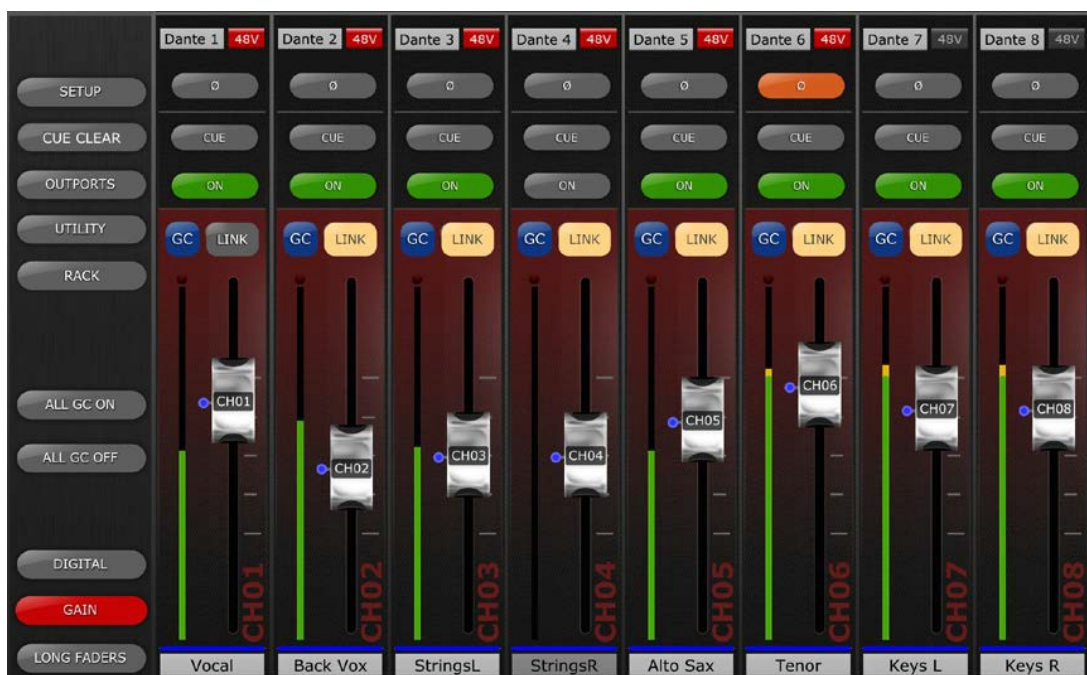 Dante 1 48V Dante 2 48V Dante 3 48V Dante 4 48V Dante 5 48V Dante 6 48V Dante 7 48V Dante 8 48V
SETUP Ø Ø Ø Ø Ø Ø Ø Ø
CUE CLEAR CUE CUE CUE CUE CUE CUE CUE CUE
OUTPORTS ON ON ON ON ON ON ON ON
UTILITY GC LINK GC LINK GC LINK GC LINK GC LINK GC LINK GC LINK GC LINK
RACK
ALL GC ON CH01 CH02 CH03 CH04 CH05 CH06 CH07 CH08
ALL GC OFF
DIGITAL
GAIN CH01 CH02 CH03 CH04 CH05 CH06 CH07 CH08
LONG FADERS Vocal Back Vox StringsL StringsR Alto Sax Tenor Keys L Keys R